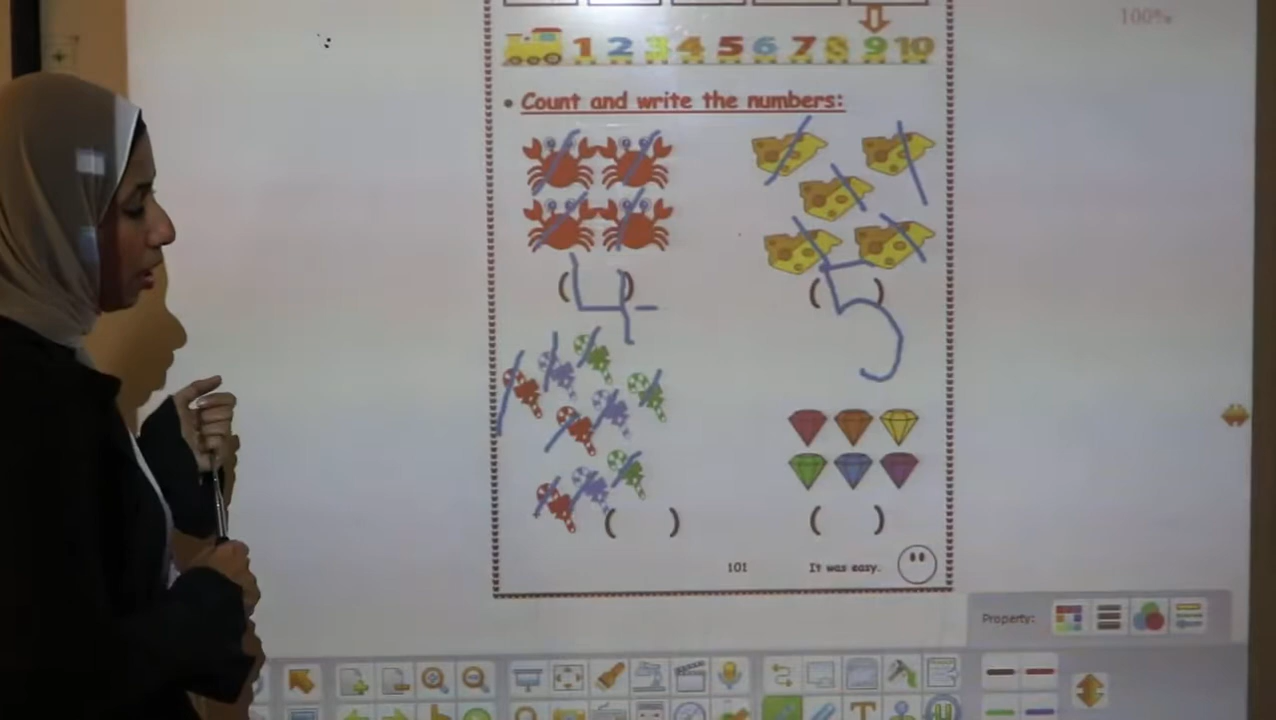 100%
1 2 3 4 5 6 7 8 9 10
• Count and write the numbers:
( 4 ) ( 5 )
( ) ( )
101 It was easy.
Property: